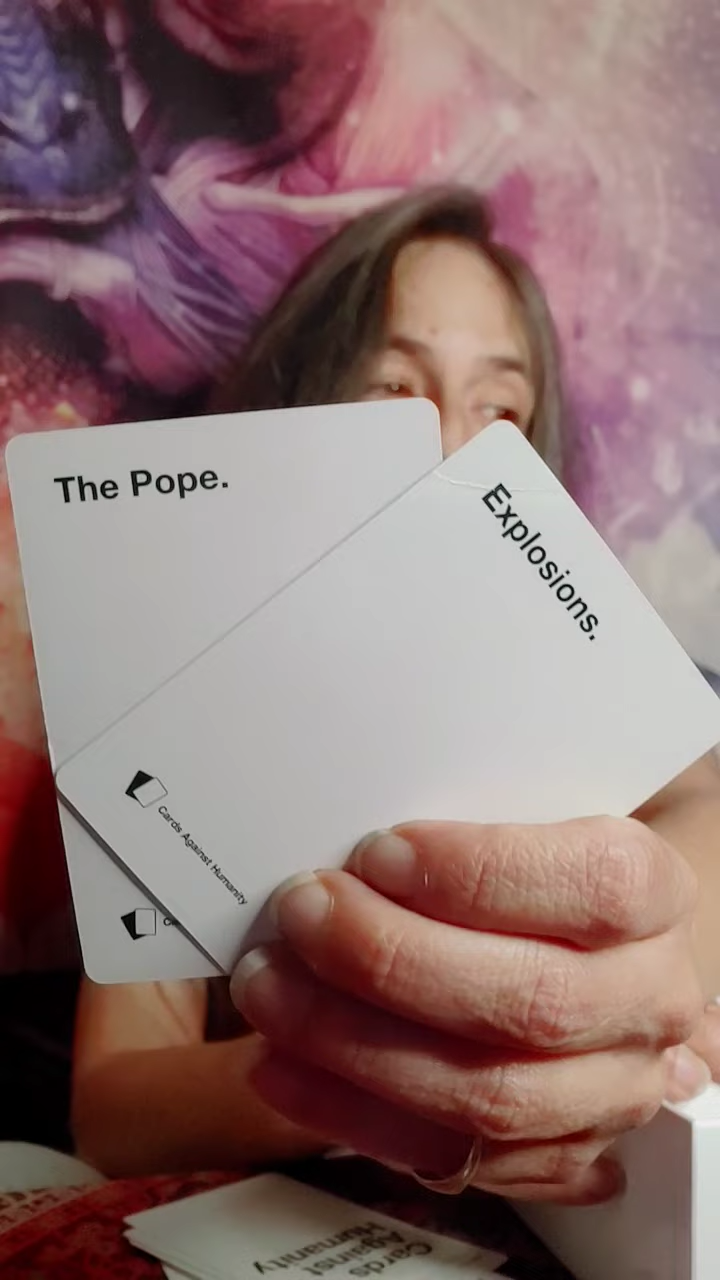 The Pope.
Explosions.
Cards Against Humanity
Cards
Against
Humanity